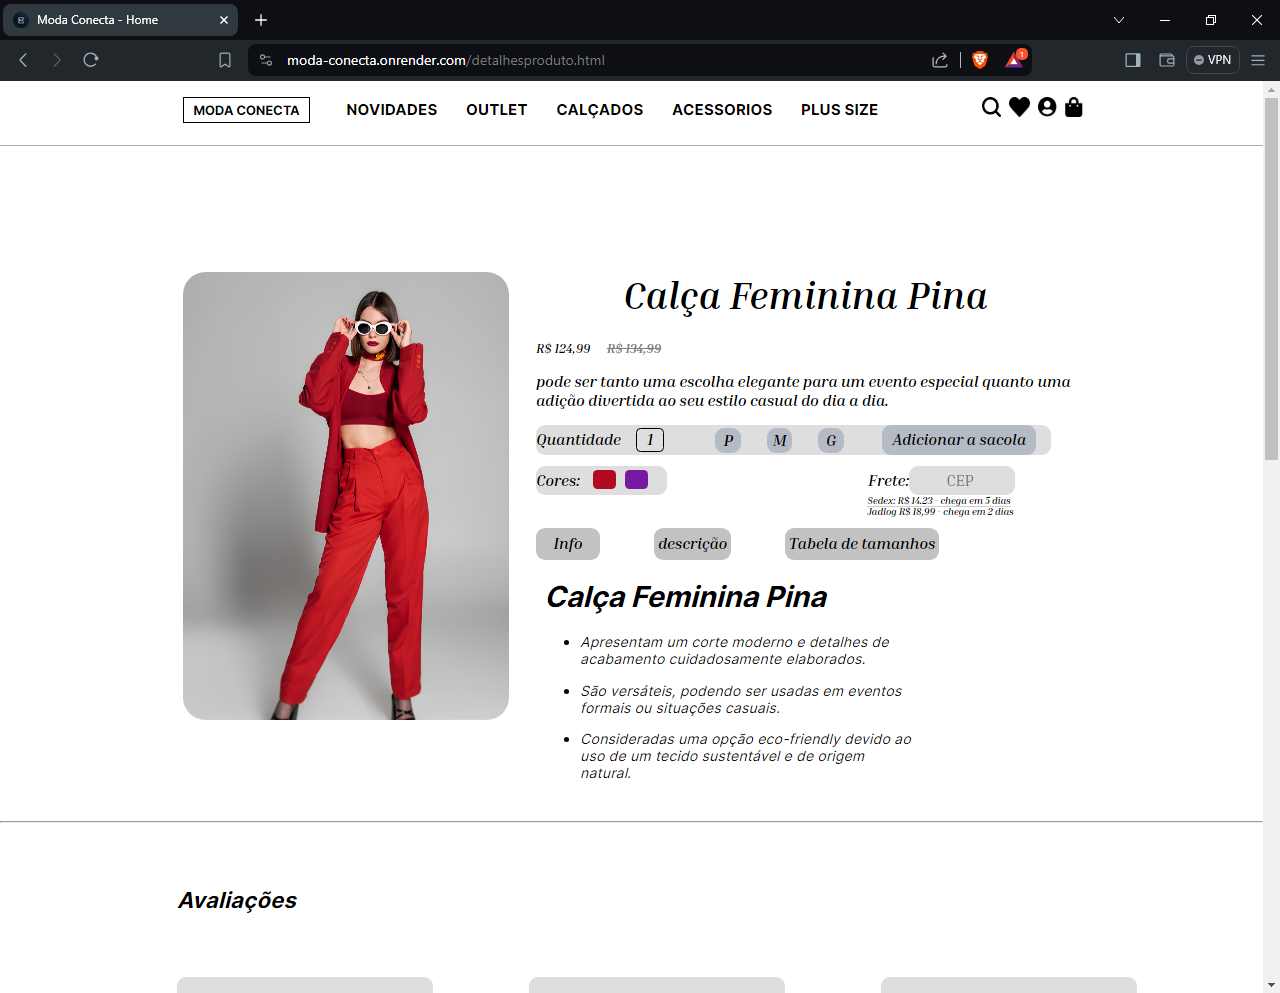 Moda Conecta - Home
moda-conecta.onrender.com/detalhesproduto.html
1
VPN
MODA CONECTA NOVIDADES OUTLET CALÇADOS ACESSORIOS PLUS SIZE
Calça Feminina Pina
R$ 124,99 R$ 134,99
pode ser tanto uma escolha elegante para um evento especial quanto uma
adição divertida ao seu estilo casual do dia a dia.
Quantidade 1 P M G Adicionar a sacola
Cores: Frete: CEP
Sedex: R$ 14.23 - chega em 5 dias
Jadlog R$ 18,99 - chega em 2 dias
Info descrição Tabela de tamanhos
Calça Feminina Pina
Apresentam um corte moderno e detalhes de
acabamento cuidadosamente elaborados.
São versáteis, podendo ser usadas em eventos
formais ou situações casuais.
Consideradas uma opção eco-friendly devido ao
uso de um tecido sustentável e de origem
natural.
Avaliações